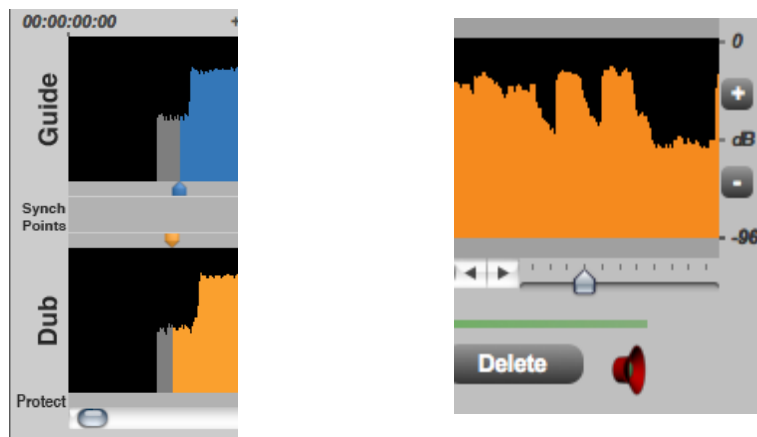 00:00:00:00
Guide
Synch
Points
Dub
Protect
0
+
dB
-
-96
Delete